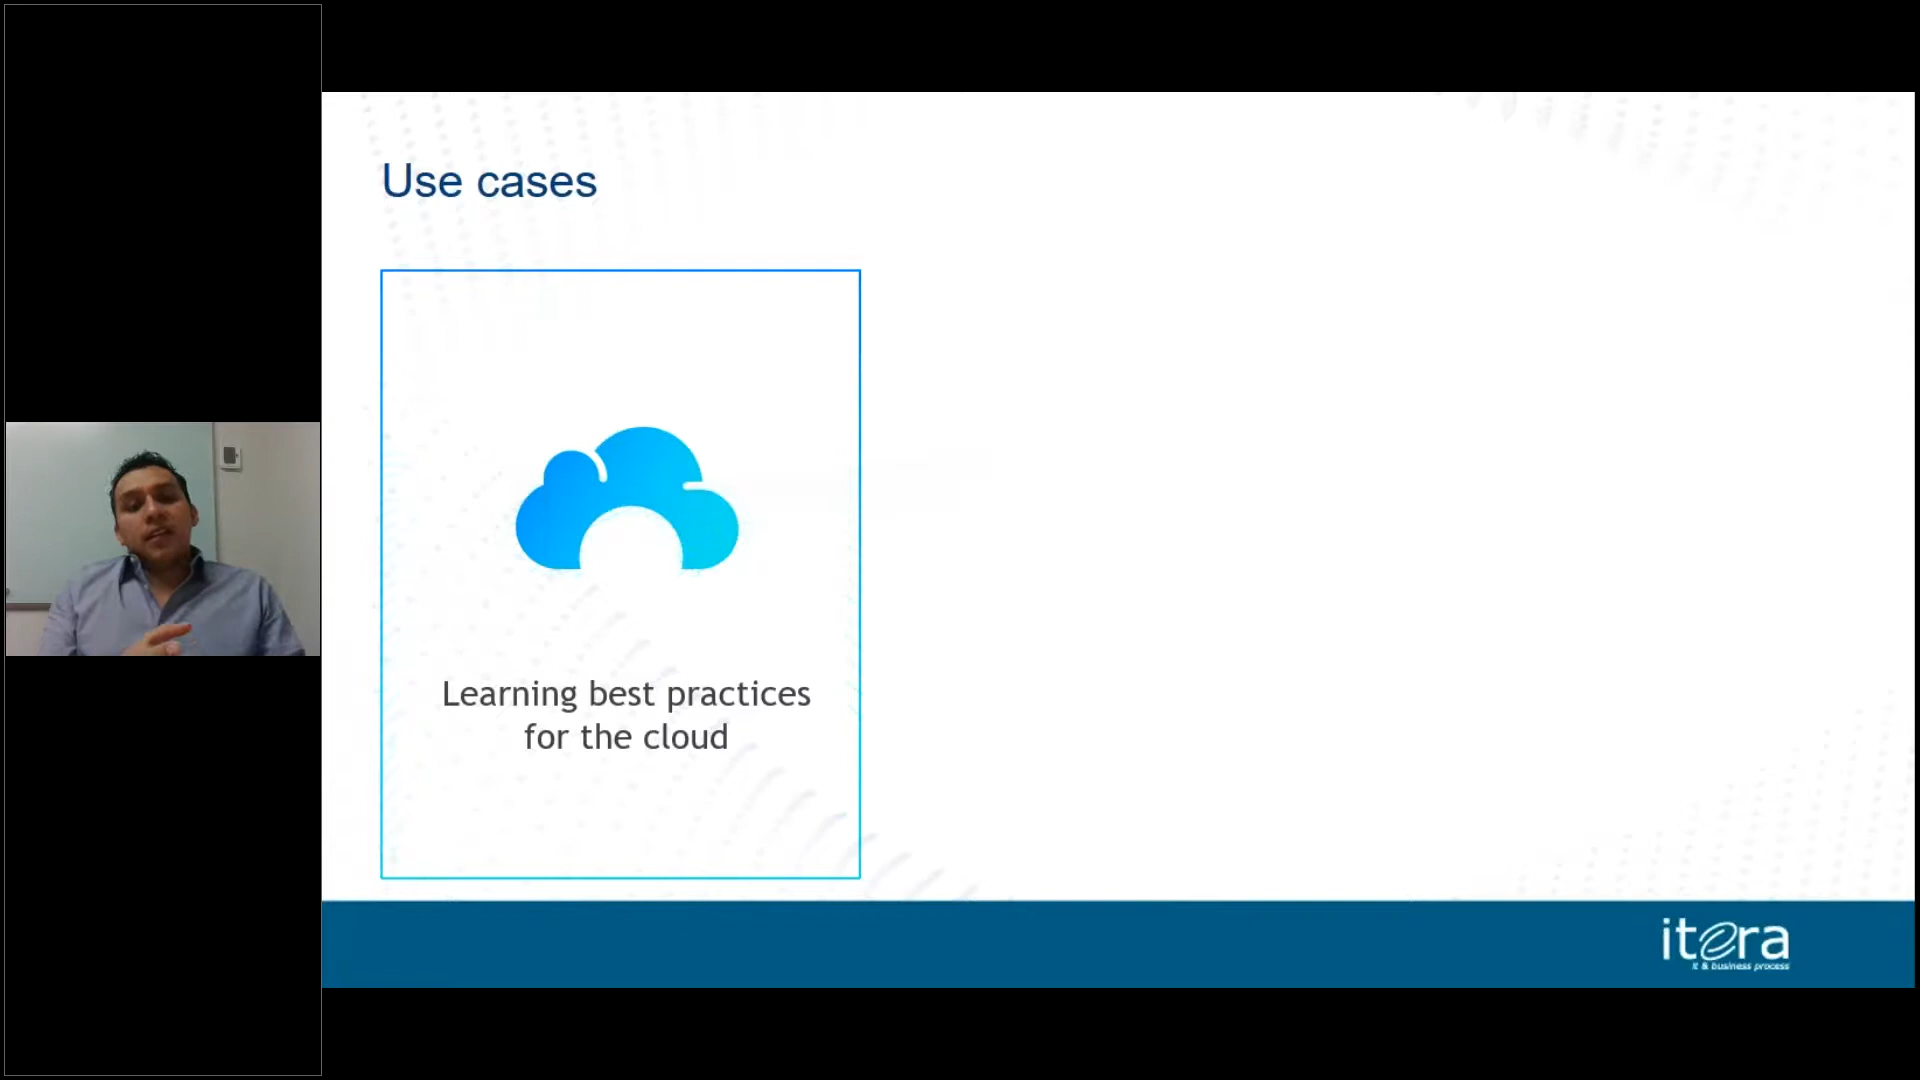 Use cases
Learning best practices
for the cloud
itera
it & business process